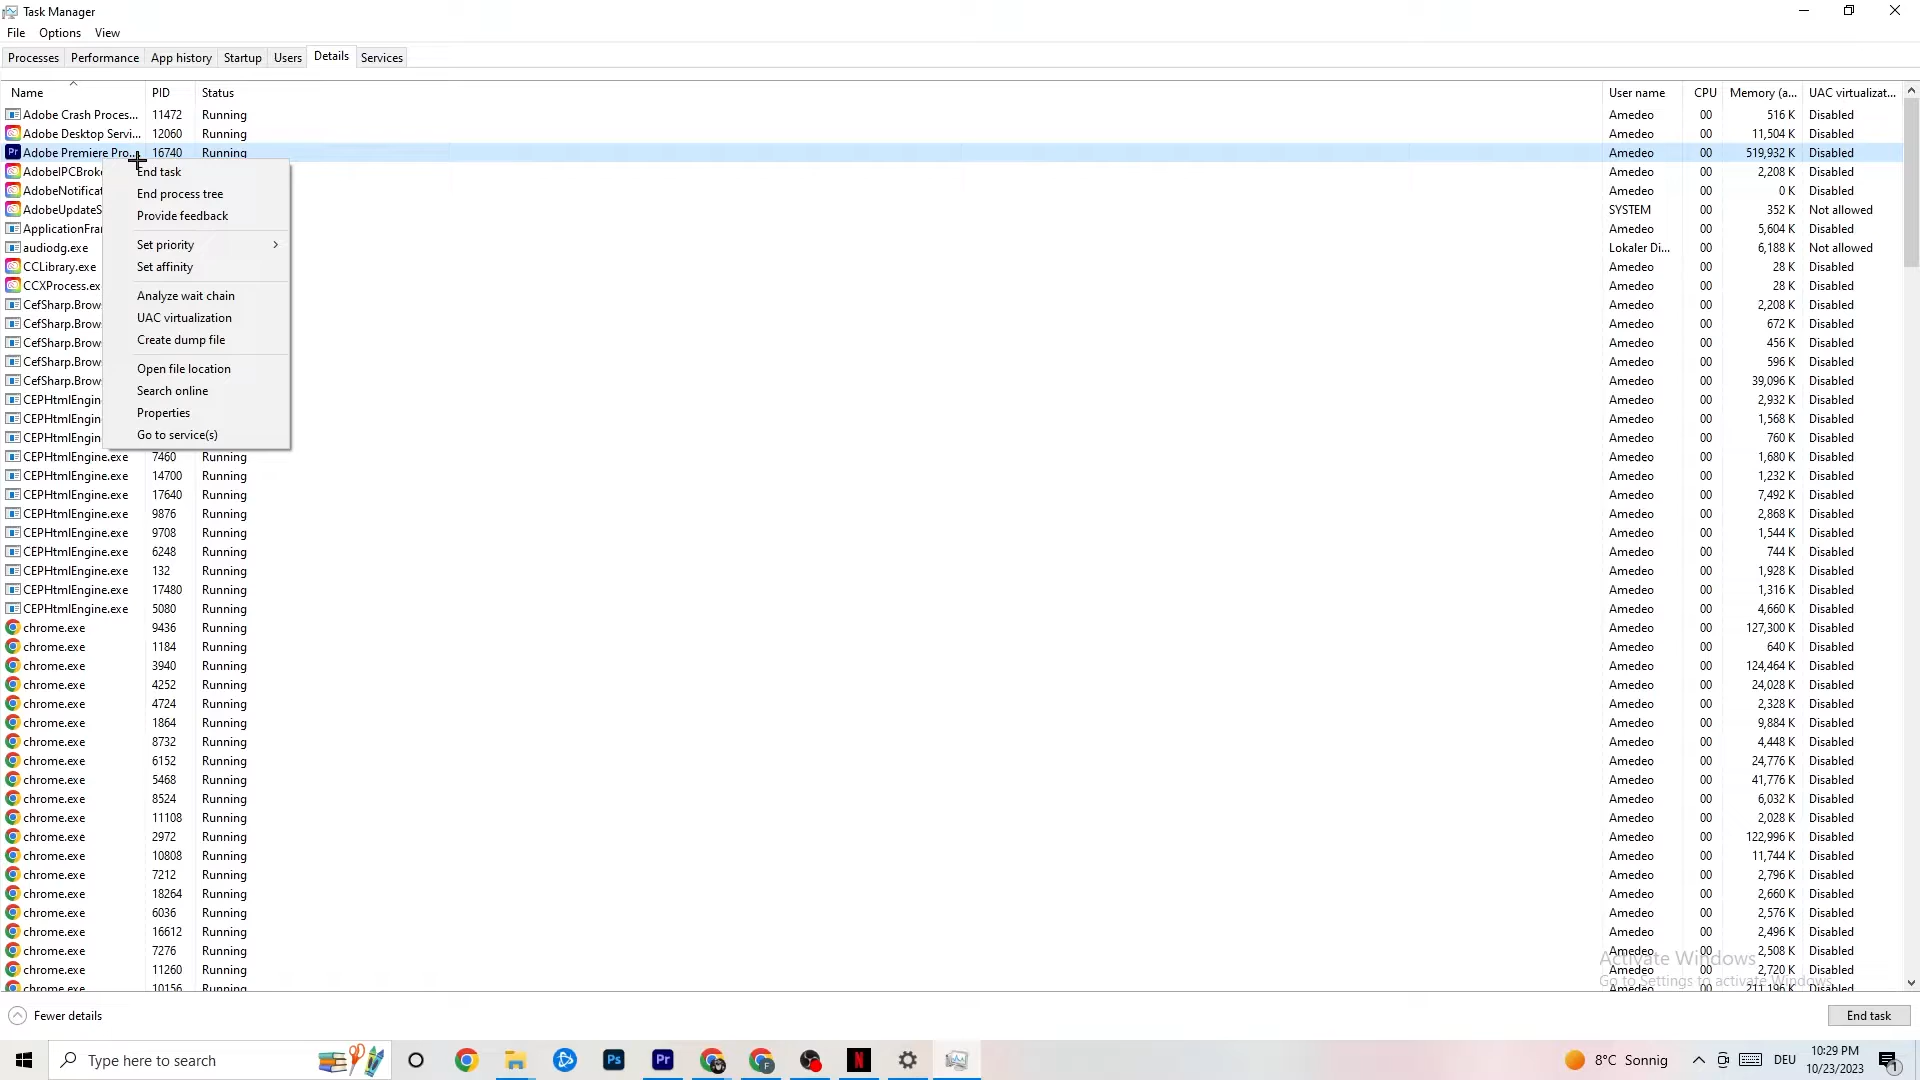 Task Manager
File Options View
Processes Performance App history Startup Users Details Services
Name PID Status User name CPU Memory (a... UAC virtualizat...
Adobe Crash Proces... 11472 Running Amedeo 00 516 K Disabled
Adobe Desktop Servi... 12060 Running Amedeo 00 11,504 K Disabled
Adobe Premiere Pro... 16740 Running Amedeo 00 519,932 K Disabled
AdobeIPCBroke Amedeo 00 2,208 K Disabled
AdobeNotificat Amedeo 00 0 K Disabled
AdobeUpdateS SYSTEM 00 352 K Not allowed
ApplicationFra Amedeo 00 5,604 K Disabled
audiodg.exe Lokaler Di... 00 6,188 K Not allowed
CCLibrary.exe Amedeo 00 28 K Disabled
CCXProcess.ex Amedeo 00 28 K Disabled
CefSharp.Brow Amedeo 00 2,208 K Disabled
CefSharp.Brow Amedeo 00 672 K Disabled
CefSharp.Brow Amedeo 00 456 K Disabled
CefSharp.Brow Amedeo 00 596 K Disabled
CefSharp.Brow Amedeo 00 39,096 K Disabled
CEPHtmlEngin Amedeo 00 2,932 K Disabled
CEPHtmlEngin Amedeo 00 1,568 K Disabled
CEPHtmlEngin Amedeo 00 760 K Disabled
End task
End process tree
Provide feedback
Set priority
Set affinity
Analyze wait chain
UAC virtualization
Create dump file
Open file location
Search online
Properties
Go to service(s)
CEPHtmlEngine.exe 7460 Running Amedeo 00 1,680 K Disabled
CEPHtmlEngine.exe 14700 Running Amedeo 00 1,232 K Disabled
CEPHtmlEngine.exe 17640 Running Amedeo 00 7,492 K Disabled
CEPHtmlEngine.exe 9876 Running Amedeo 00 2,868 K Disabled
CEPHtmlEngine.exe 9708 Running Amedeo 00 1,544 K Disabled
CEPHtmlEngine.exe 6248 Running Amedeo 00 744 K Disabled
CEPHtmlEngine.exe 132 Running Amedeo 00 1,928 K Disabled
CEPHtmlEngine.exe 17480 Running Amedeo 00 1,316 K Disabled
CEPHtmlEngine.exe 5080 Running Amedeo 00 4,660 K Disabled
chrome.exe 9436 Running Amedeo 00 127,300 K Disabled
chrome.exe 1184 Running Amedeo 00 640 K Disabled
chrome.exe 3940 Running Amedeo 00 124,464 K Disabled
chrome.exe 4252 Running Amedeo 00 24,028 K Disabled
chrome.exe 4724 Running Amedeo 00 2,328 K Disabled
chrome.exe 1864 Running Amedeo 00 9,884 K Disabled
chrome.exe 8732 Running Amedeo 00 4,448 K Disabled
chrome.exe 6152 Running Amedeo 00 24,776 K Disabled
chrome.exe 5468 Running Amedeo 00 41,776 K Disabled
chrome.exe 8524 Running Amedeo 00 6,032 K Disabled
chrome.exe 11108 Running Amedeo 00 2,028 K Disabled
chrome.exe 2972 Running Amedeo 00 122,996 K Disabled
chrome.exe 10808 Running Amedeo 00 11,744 K Disabled
chrome.exe 7212 Running Amedeo 00 2,796 K Disabled
chrome.exe 18264 Running Amedeo 00 2,660 K Disabled
chrome.exe 6036 Running Amedeo 00 2,576 K Disabled
chrome.exe 16612 Running Amedeo 00 2,496 K Disabled
chrome.exe 7276 Running Amedeo 00 2,508 K Disabled
chrome.exe 11260 Running Amedeo 00 2,720 K Disabled
chrome.exe 10156 Running Amedeo 00 211,196 K Disabled
Activate Windows
Go to Settings to activate Windows.
Fewer details End task
Type here to search Ps Pr F N 8°C Sonnig DEU 10:29 PM
10/23/2023 1